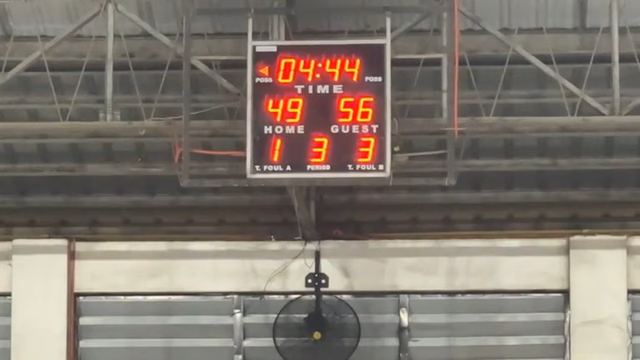 POSS 04:44 POSS
TIME
49 56
HOME GUEST
1 3 3
T. FOUL A PERIOD T. FOUL B